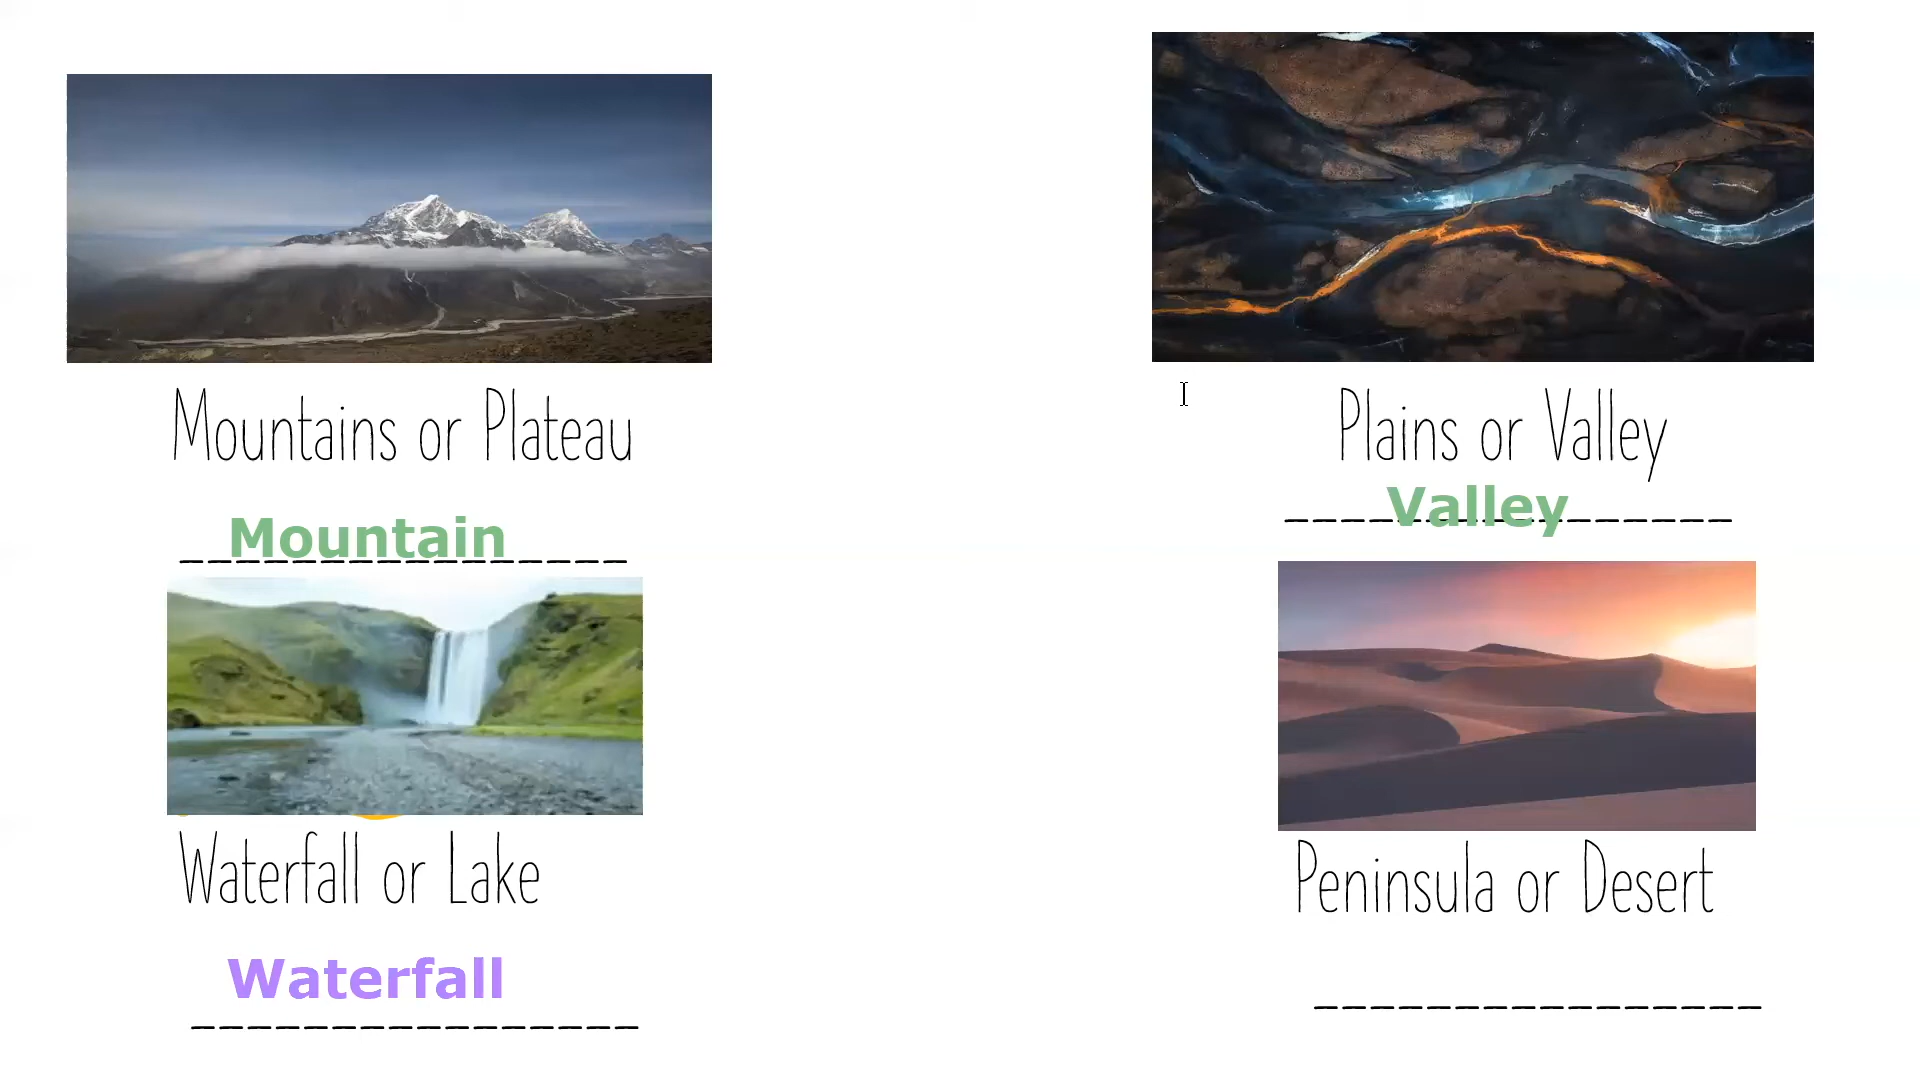 Mountains or Plateau
Mountain
Plains or Valley
Valley
Waterfall or Lake
Waterfall
Peninsula or Desert